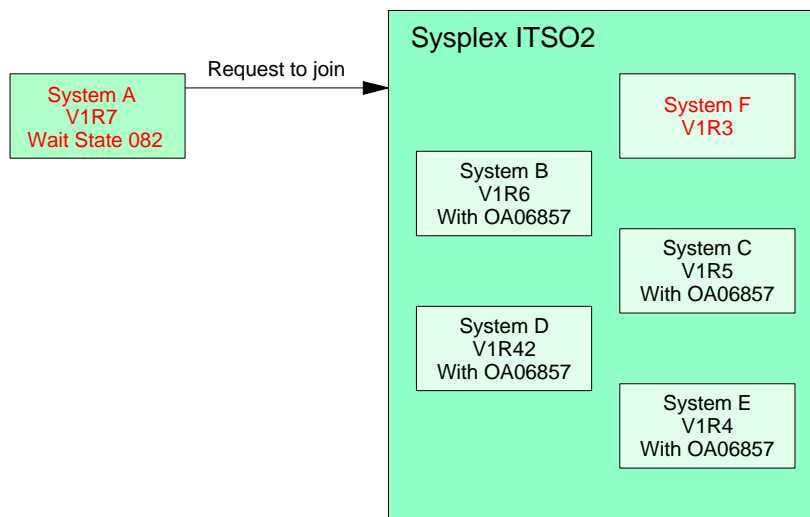 Sysplex ITSO2
Request to join
System A
V1R7
Wait State 082
System F
V1R3
System B
V1R6
With OA06857
System C
V1R5
With OA06857
System D
V1R42
With OA06857
System E
V1R4
With OA06857